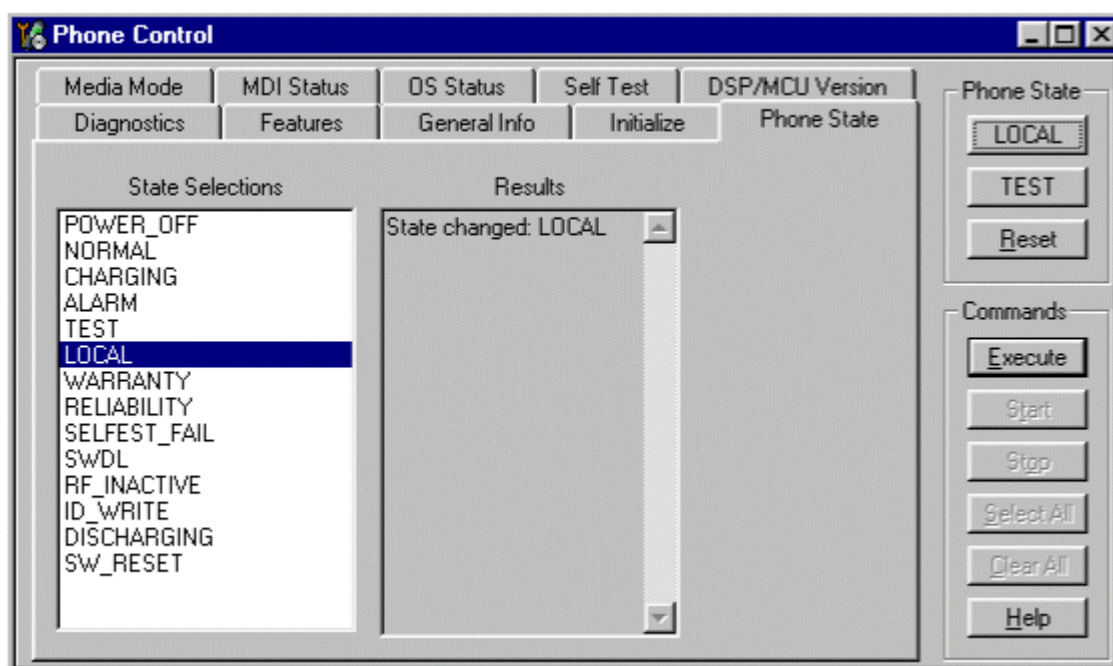 Phone Control
Media Mode MDI Status OS Status Self Test DSP/MCU Version
Diagnostics Features General Info Initialize Phone State
State Selections
POWER_OFF
NORMAL
CHARGING
ALARM
TEST
LOCAL
WARRANTY
RELIABILITY
SELFEST_FAIL
SWDL
RF_INACTIVE
ID_WRITE
DISCHARGING
SW_RESET
Results
State changed: LOCAL
Phone State
LOCAL
TEST
Reset
Commands
Execute
Start
Stop
Select All
Clear All
Help